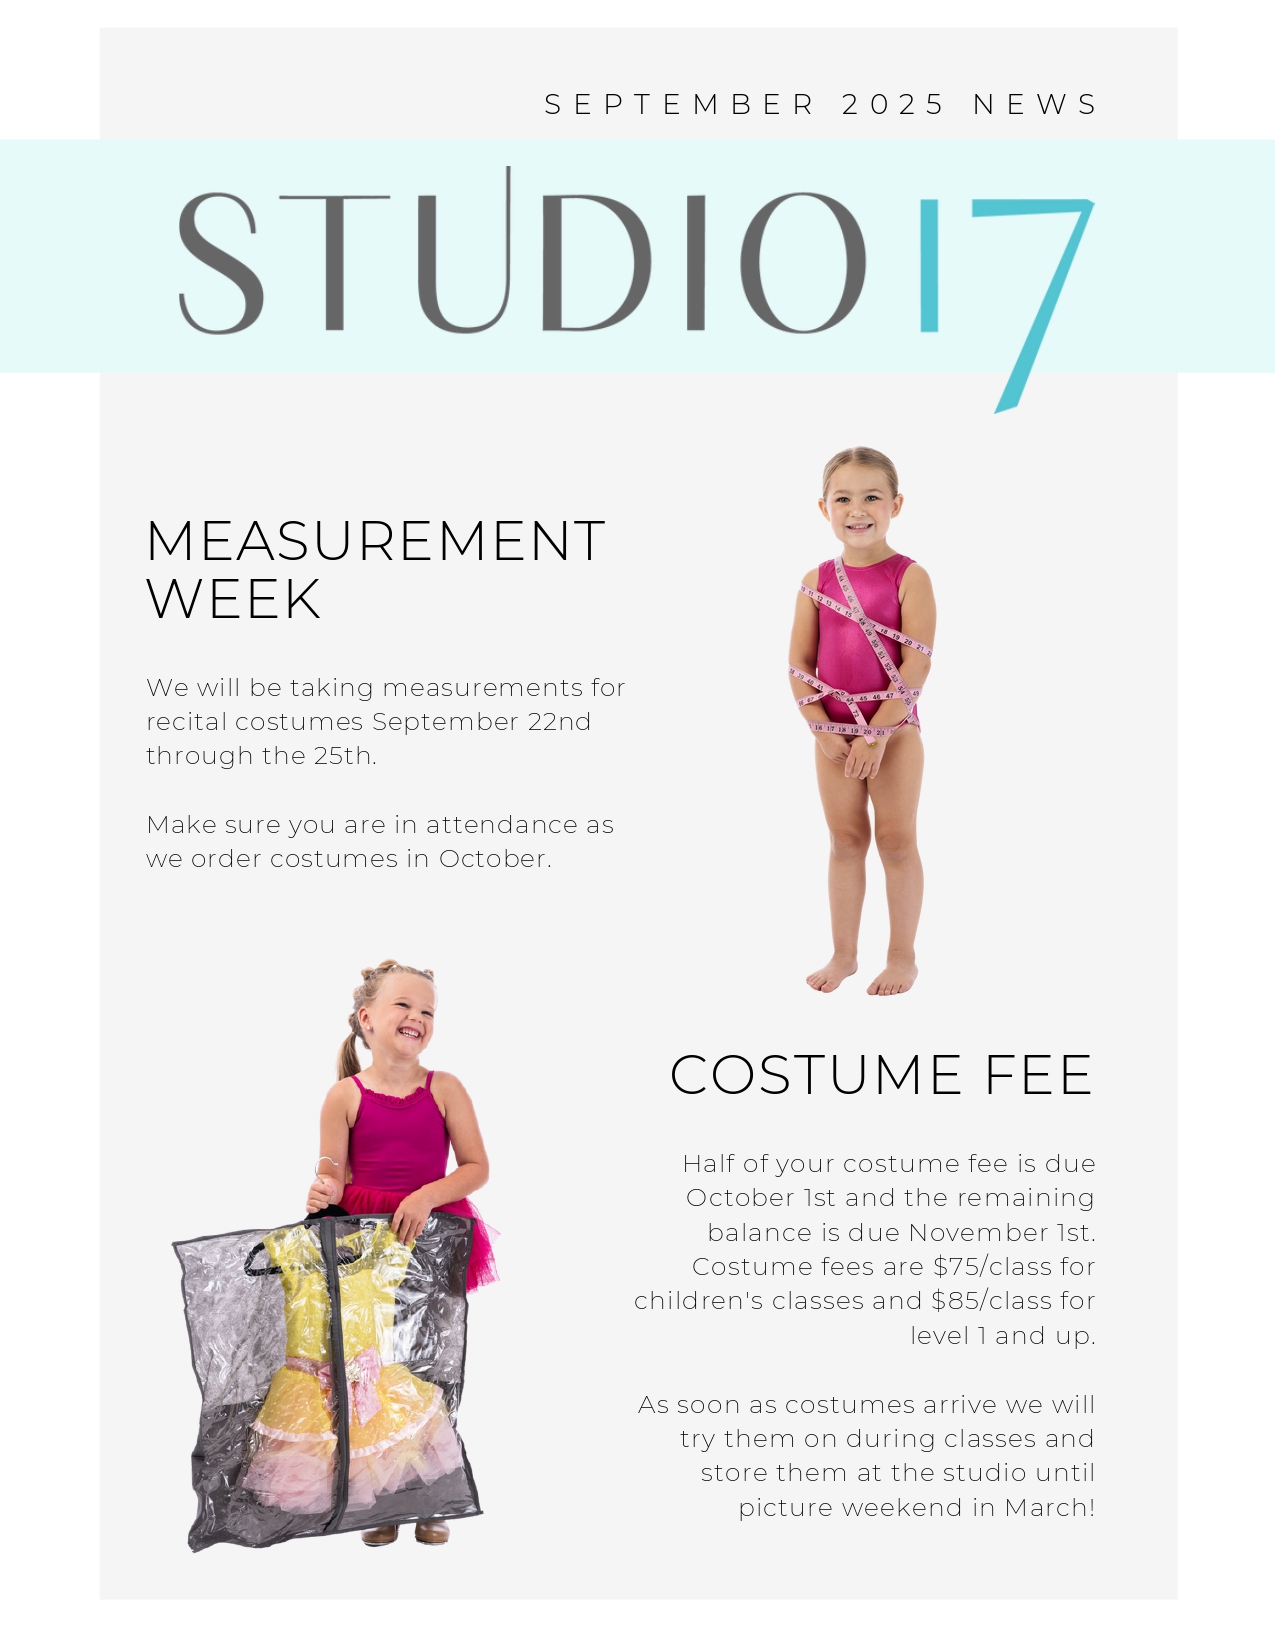 SEPTEMBER 2025 NEWS
STUDIO 17
MEASUREMENT
WEEK
We will be taking measurements for
recital costumes September 22nd
through the 25th.
Make sure you are in attendance as
we order costumes in October.
COSTUME FEE
Half of your costume fee is due
October 1st and the remaining
balance is due November 1st.
Costume fees are $75/class for
children's classes and $85/class for
level 1 and up.
As soon as costumes arrive we will
try them on during classes and
store them at the studio until
picture weekend in March!